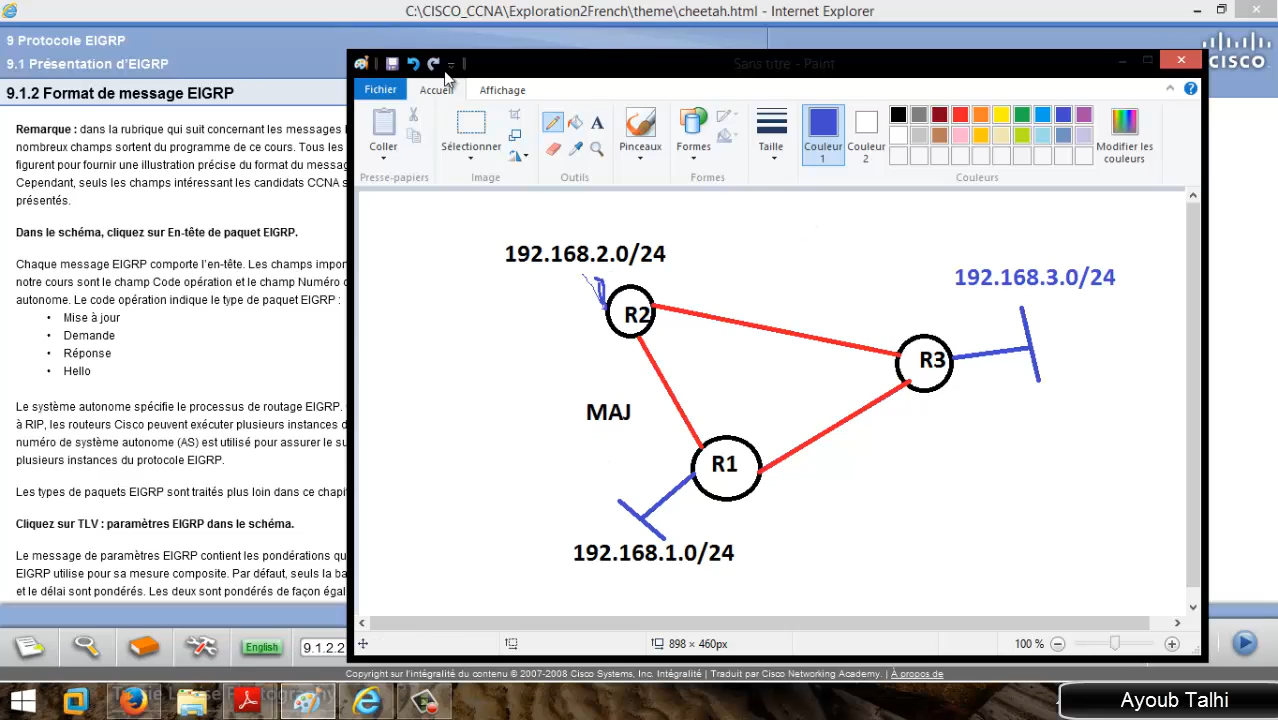 C:\CISCO_CCNA\Exploration2French\theme\cheetah.html - Internet Explorer
9 Protocole EIGRP
9.1 Présentation d'EIGRP
CISCO
9.1.2 Format de message EIGRP
Remarque : dans la rubrique qui suit concernant les messages
nombreux champs sortent du programme de ce cours. Tous les
figurent pour fournir une illustration précise du format du messag
Cependant, seuls les champs intéressant les candidats CCNA s
présentés.
Dans le schéma, cliquez sur En-tête de paquet EIGRP.
Chaque message EIGRP comporte l'en-tête. Les champs impor
notre cours sont le champ Code opération et le champ Numéro
autonome. Le code opération indique le type de paquet EIGRP :
• Mise à jour
• Demande
• Réponse
• Hello
Le système autonome spécifie le processus de routage EIGRP.
à RIP, les routeurs Cisco peuvent exécuter plusieurs instances d
numéro de système autonome (AS) est utilisé pour assurer le su
plusieurs instances du protocole EIGRP.
Les types de paquets EIGRP sont traités plus loin dans ce chapit
Cliquez sur TLV : paramètres EIGRP dans le schéma.
Le message de paramètres EIGRP contient les pondérations qu
EIGRP utilise pour sa mesure composite. Par défaut, seuls la ba
et le délai sont pondérés. Les deux sont pondérés de façon égal
Sans titre - Paint
Fichier Accueil Affichage
Coller
Sélectionner
Pinceaux
Formes
Taille
Couleur 1
Couleur 2
Modifier les couleurs
Presse-papiers
Image
Outils
Formes
Couleurs
192.168.2.0/24
192.168.3.0/24
R2
R3
MAJ
R1
192.168.1.0/24
898 × 460px
100 %
English
9.1.2.2
Copyright sur l'intégralité du contenu © 2007-2008 Cisco Systems, Inc. Intégralité | Traduit par Cisco Networking Academy. | À propos de
Ayoub Talhi